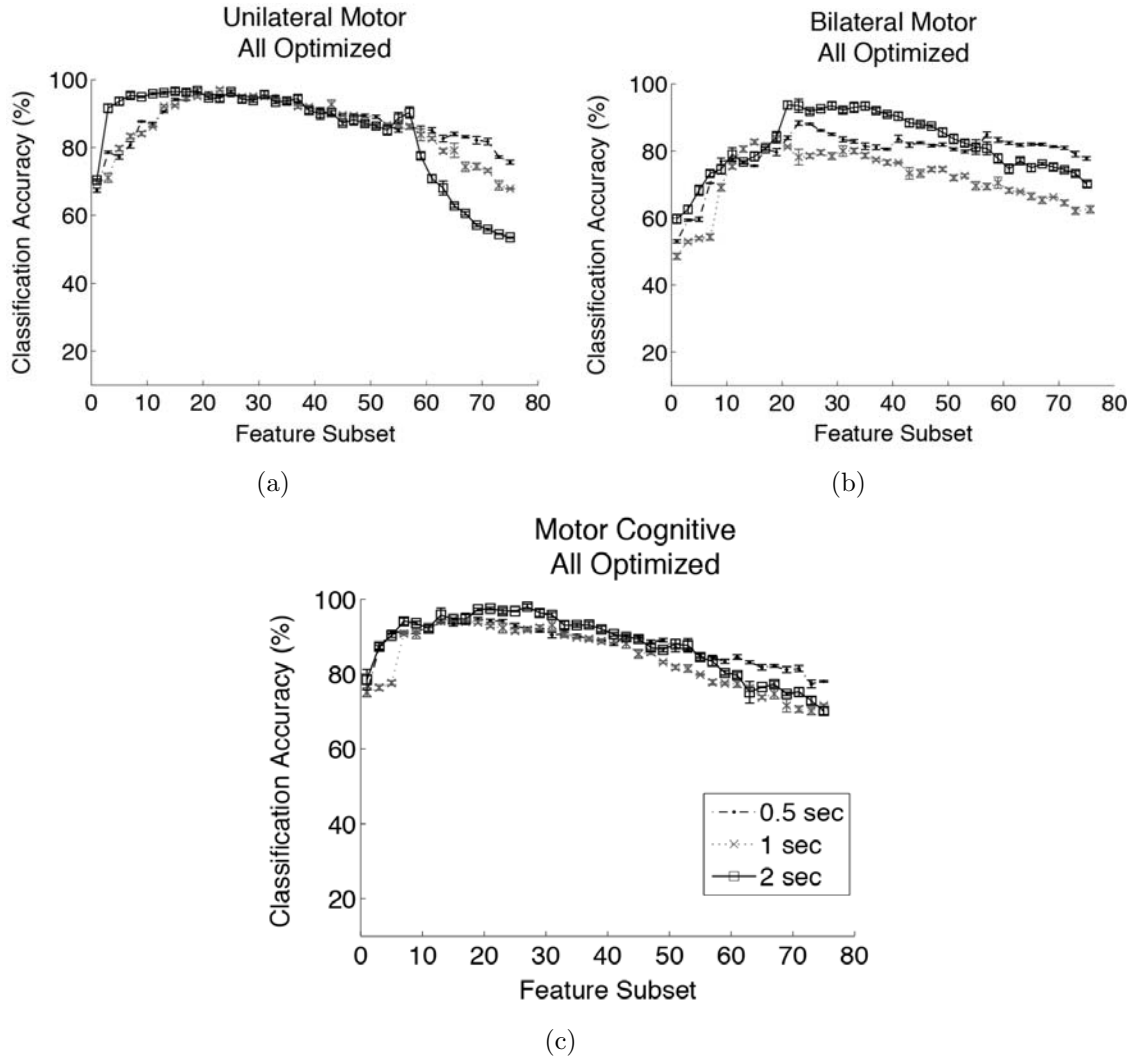 Unilateral Motor
All Optimized
Classification Accuracy (%)
100
80
60
40
20
0 10 20 30 40 50 60 70 80
Feature Subset
(a)
Bilateral Motor
All Optimized
Classification Accuracy (%)
100
80
60
40
20
0 10 20 30 40 50 60 70 80
Feature Subset
(b)
Motor Cognitive
All Optimized
Classification Accuracy (%)
100
80
60
40
20
0 10 20 30 40 50 60 70 80
Feature Subset
0.5 sec
1 sec
2 sec
(c)